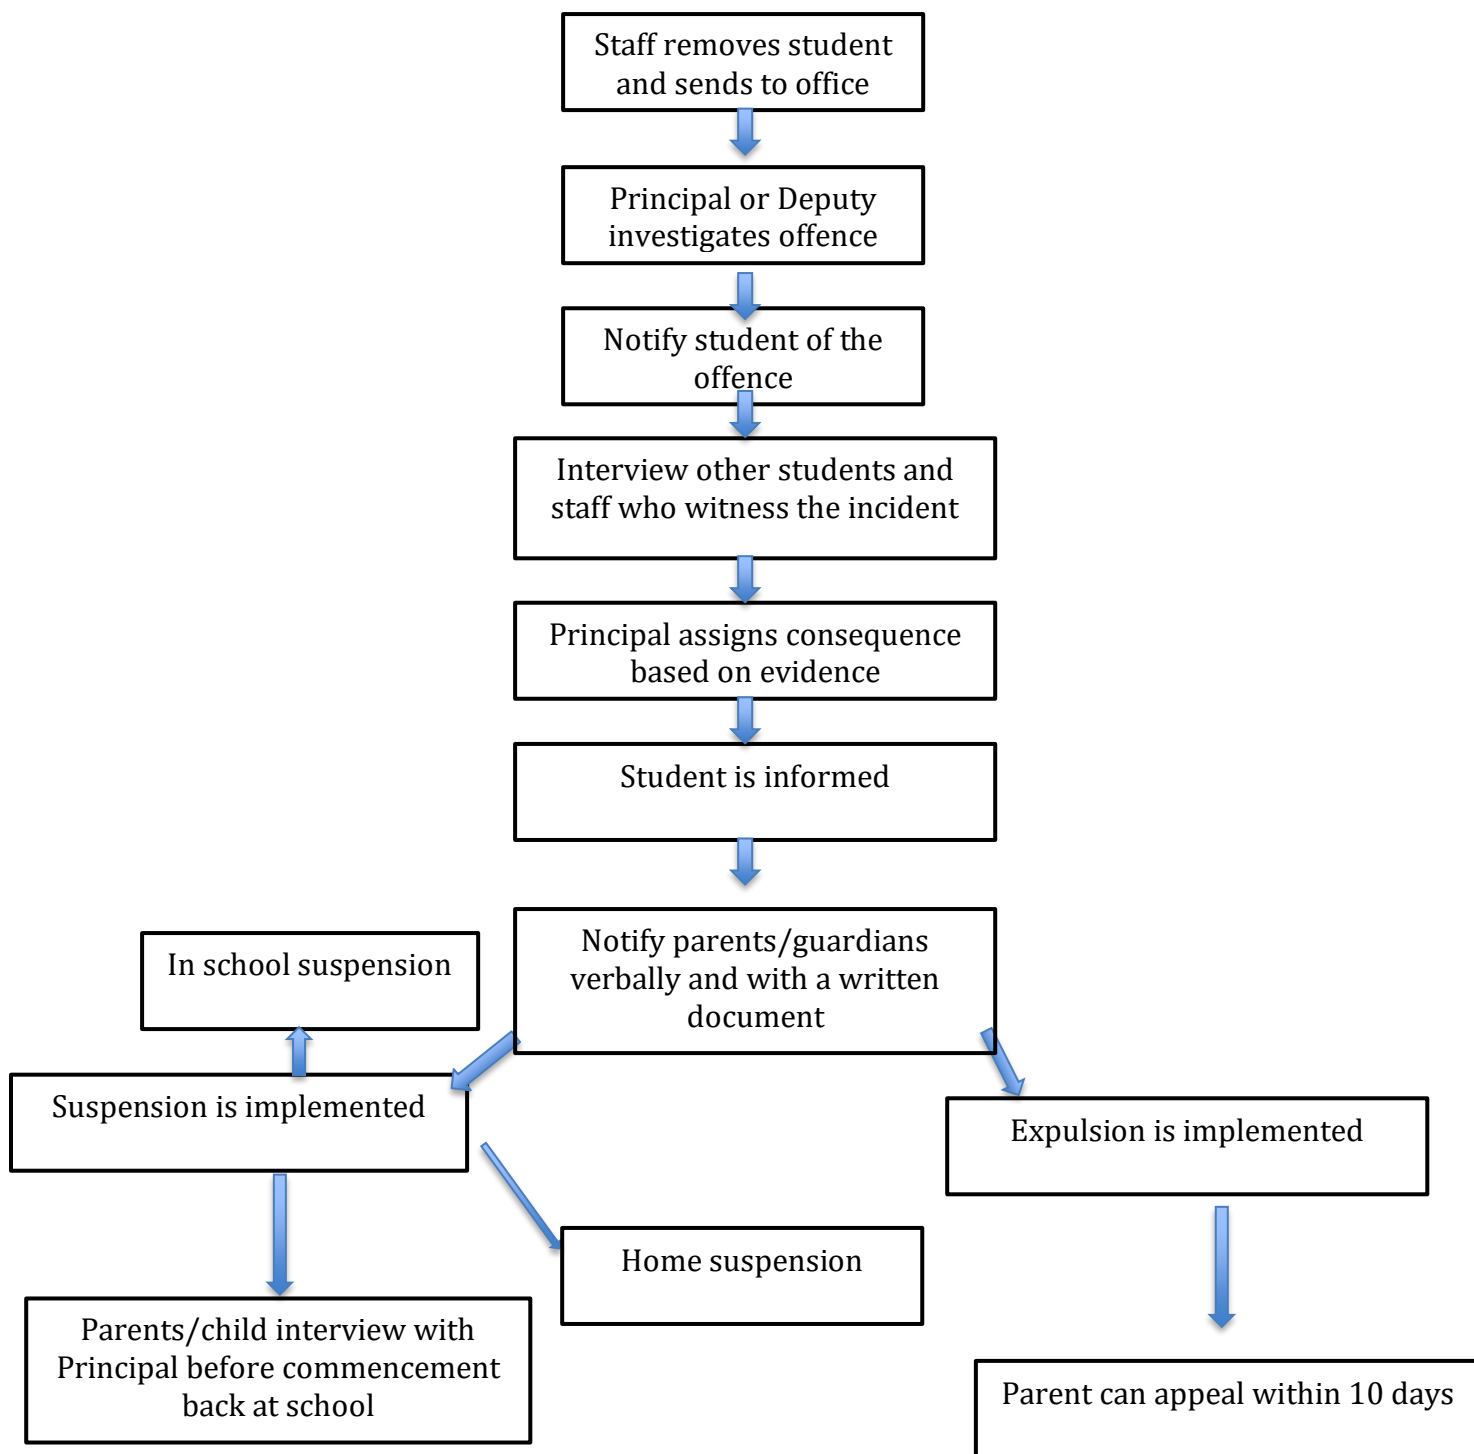 Staff removes student
and sends to office
Principal or Deputy
investigates offence
Notify student of the
offence
Interview other students and
staff who witness the incident
Principal assigns consequence
based on evidence
Student is informed
Notify parents/guardians
verbally and with a written
document
In school suspension
Suspension is implemented
Expulsion is implemented
Home suspension
Parents/child interview with
Principal before commencement
back at school
Parent can appeal within 10 days